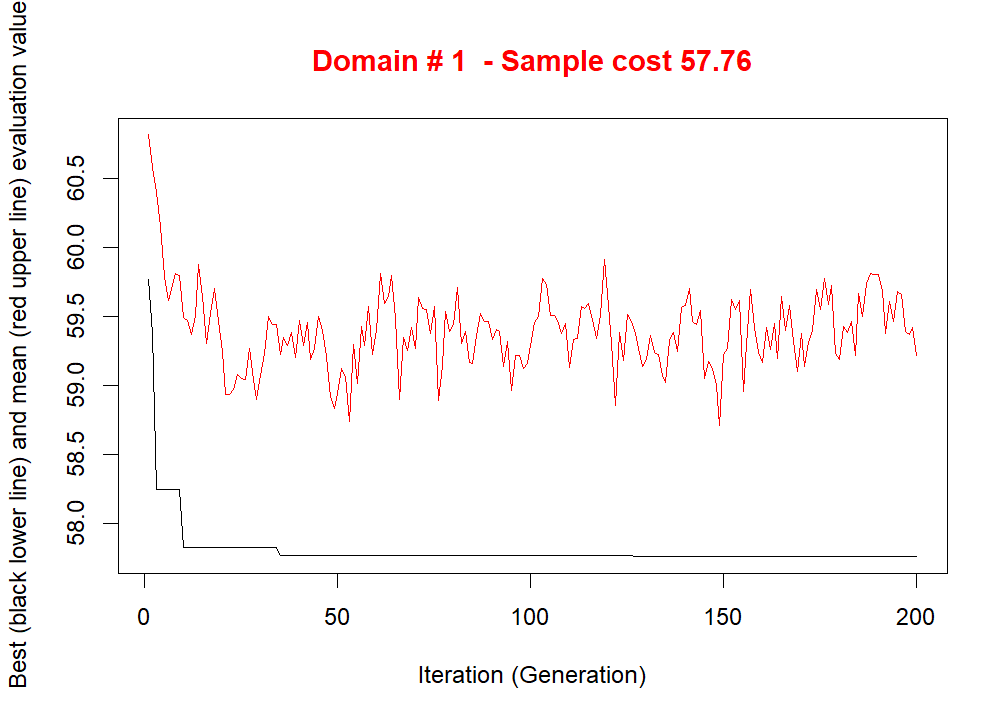 Domain # 1  - Sample cost 57.76
Best (black lower line) and mean (red upper line) evaluation value
60.5
60.0
59.5
59.0
58.5
58.0
0 50 100 150 200
Iteration (Generation)